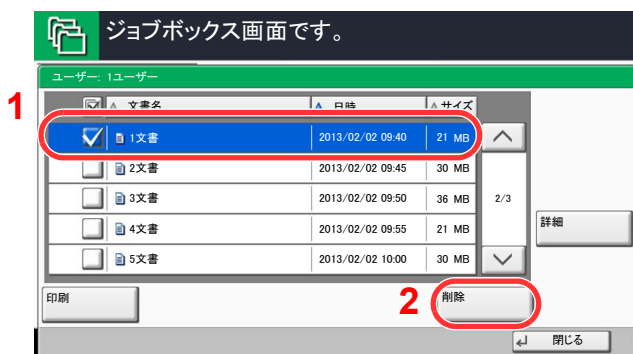 ジョブボックス画面です。
ユーザー: 1ユーザー
1
文書名 日時 サイズ
1文書 2013/02/02 09:40 21 MB
2文書 2013/02/02 09:45 30 MB
3文書 2013/02/02 09:50 36 MB 2/3
4文書 2013/02/02 09:55 21 MB
詳細
5文書 2013/02/02 10:00 30 MB
印刷 2 削除
閉じる